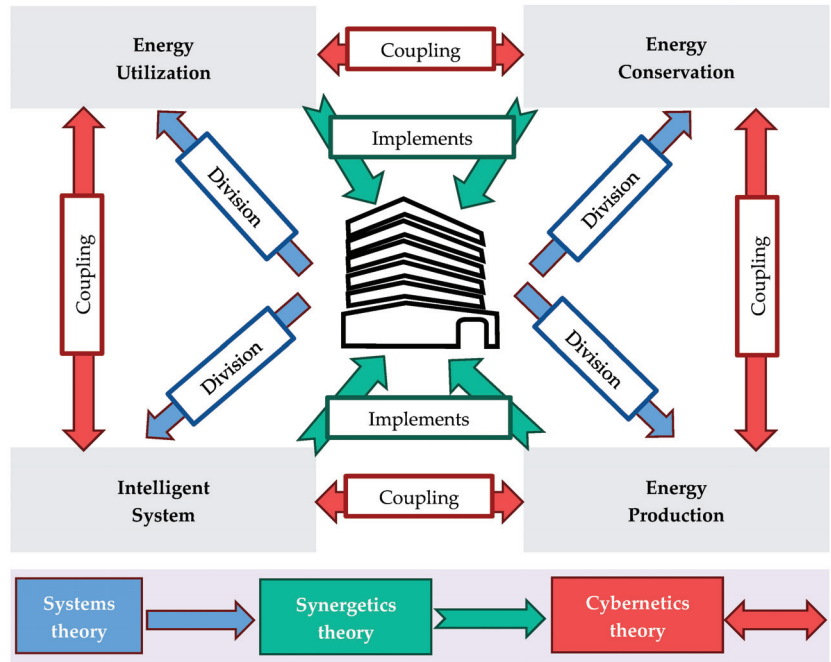 Energy
Utilization
Coupling
Energy
Conservation
Implements
Division
Division
Coupling
Coupling
Division
Division
Implements
Intelligent
System
Coupling
Energy
Production
Systems
theory
Synergetics
theory
Cybernetics
theory